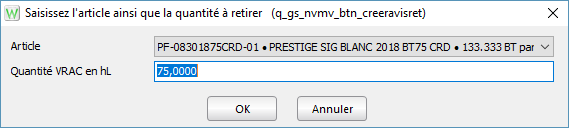 Saisissez l'article ainsi que la quantité à retirer (q_gs_nvmv_btn_creeravisret)
Article PF-08301875CRD-01 • PRESTIGE SIG BLANC 2018 BT75 CRD • 133.333 BT par
Quantité VRAC en hL 75,0000
OK Annuler